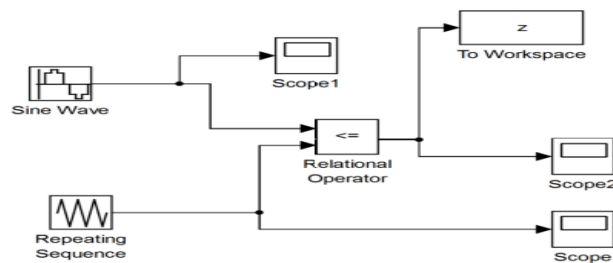 z
To Workspace
Scope1
Sine Wave
<=
Relational
Operator
Scope2
Repeating
Sequence
Scope